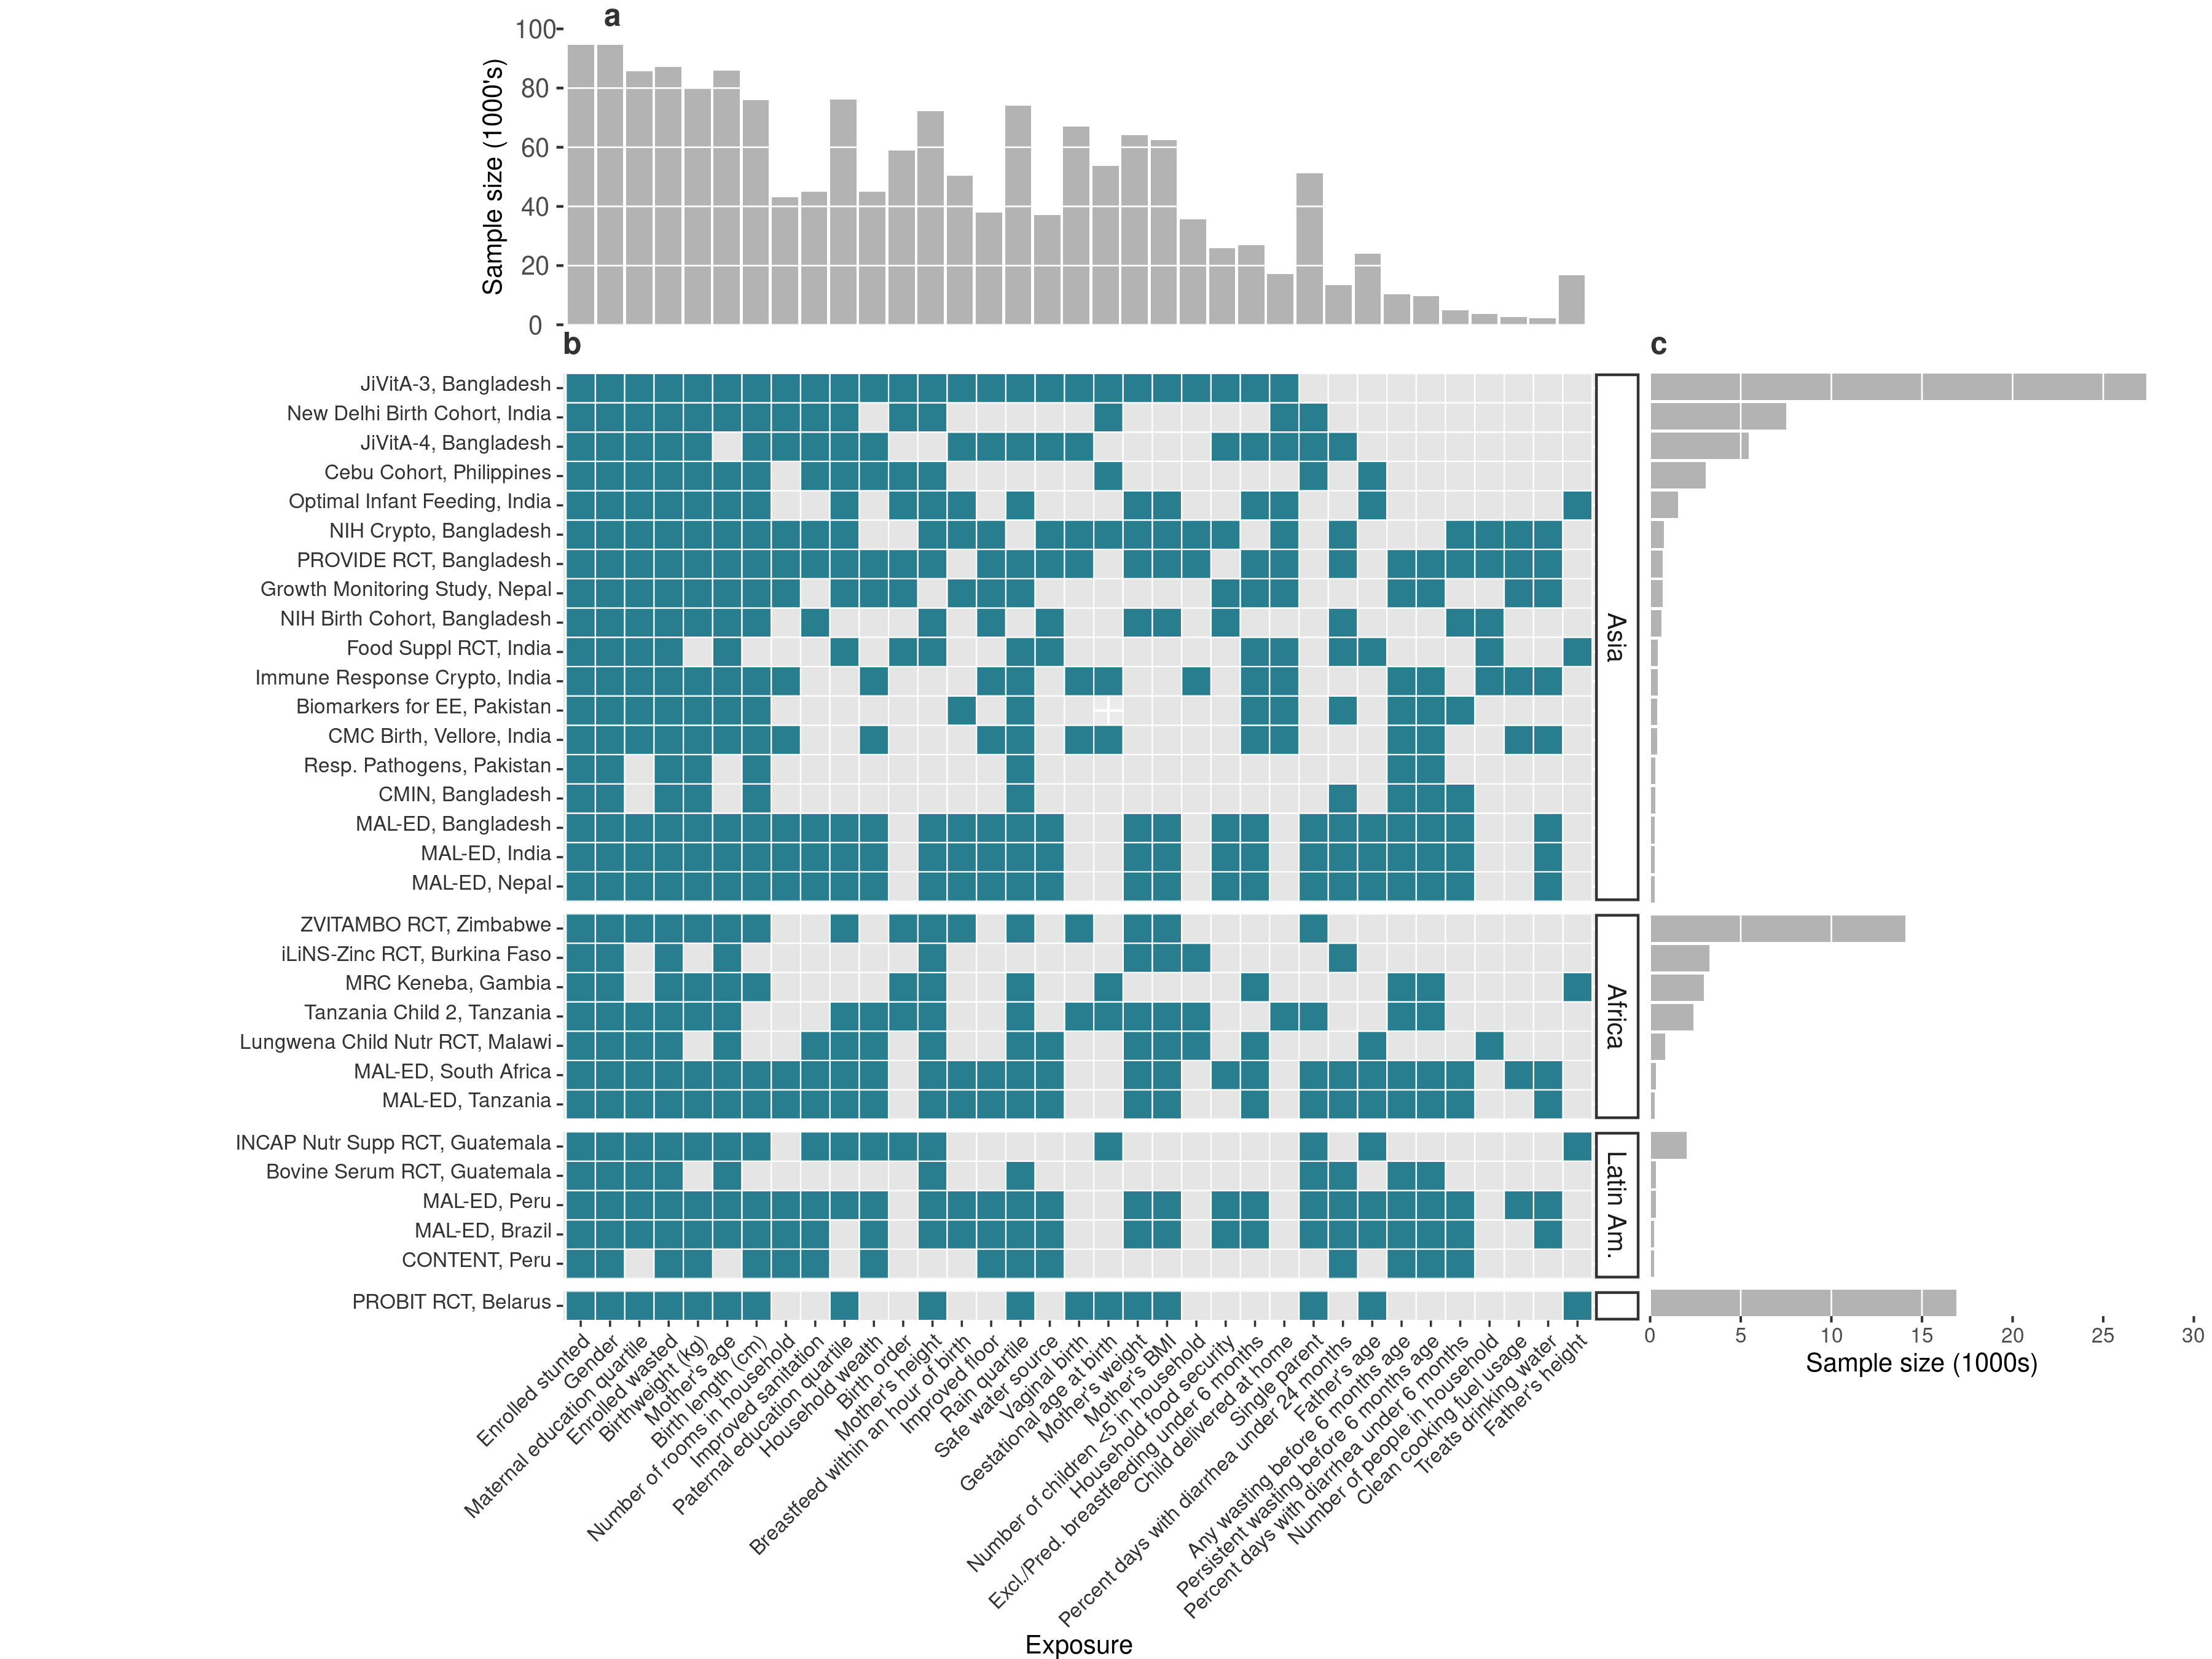 a
100
80
60
40
20
0
Sample size (1000's)
b
c
JiVitA-3, Bangladesh
New Delhi Birth Cohort, India
JiVitA-4, Bangladesh
Cebu Cohort, Philippines
Optimal Infant Feeding, India
NIH Crypto, Bangladesh
PROVIDE RCT, Bangladesh
Growth Monitoring Study, Nepal
NIH Birth Cohort, Bangladesh
Food Suppl RCT, India
Immune Response Crypto, India
Biomarkers for EE, Pakistan
CMC Birth, Vellore, India
Resp. Pathogens, Pakistan
CMIN, Bangladesh
MAL-ED, Bangladesh
MAL-ED, India
MAL-ED, Nepal
Asia
ZVITAMBO RCT, Zimbabwe
iLiNS-Zinc RCT, Burkina Faso
MRC Keneba, Gambia
Tanzania Child 2, Tanzania
Lungwena Child Nutr RCT, Malawi
MAL-ED, South Africa
MAL-ED, Tanzania
Africa
INCAP Nutr Supp RCT, Guatemala
Bovine Serum RCT, Guatemala
MAL-ED, Peru
MAL-ED, Brazil
CONTENT, Peru
Latin Am.
PROBIT RCT, Belarus
0 5 10 15 20 25 30
Sample size (1000s)
Enrolled stunted
Gender
Maternal education quartile
Enrolled wasted
Birthweight (kg)
Mother's age
Birth length (cm)
Number of rooms in household
Improved sanitation
Paternal education quartile
Household wealth
Birth order
Mother's height
Breastfeed within an hour of birth
Improved floor
Rain quartile
Safe water source
Vaginal birth
Gestational age at birth
Mother's weight
Mother's BMI
Number of children <5 in household
Household food security
Excl./Pred. breastfeeding under 6 months
Child delivered at home
Single parent
Percent days with diarrhea under 24 months
Father's age
Any wasting before 6 months age
Persistent wasting before 6 months age
Percent days with diarrhea under 6 months
Number of people in household
Clean cooking fuel usage
Treats drinking water
Father's height
Exposure